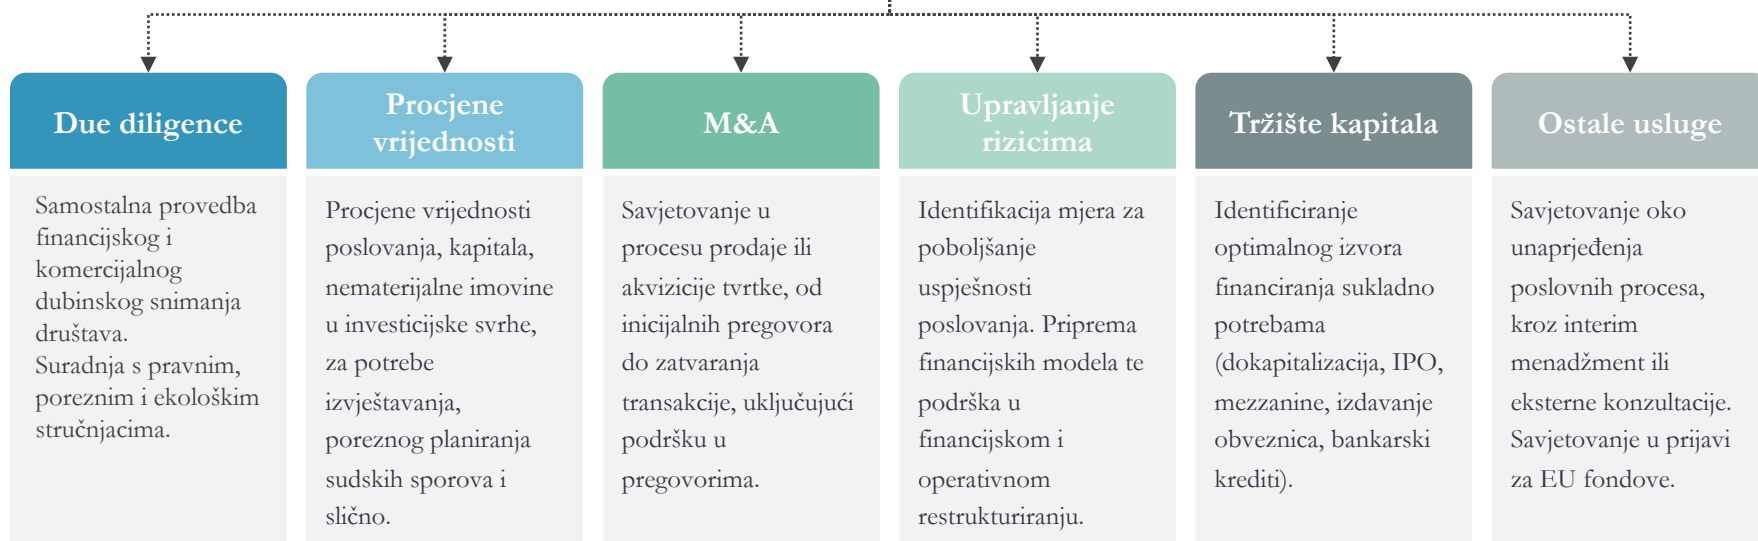 Due diligence
Samostalna provedba
financijskog i
komercijalnog
dubinskog snimanja
društava.
Suradnja s pravnim,
poreznim i ekološkim
stručnjacima.
Procjene
vrijednosti
Procjene vrijednosti
poslovanja, kapitala,
nematerijalne imovine
u investicijske svrhe,
za potrebe
izvještavanja,
poreznog planiranja
sudskih sporova i
slično.
M&A
Savjetovanje u
procesu prodaje ili
akvizicije tvrtke, od
inicijalnih pregovora
do zatvaranja
transakcije, uključujući
podršku u
pregovorima.
Upravljanje
rizicima
Identifikacija mjera za
poboljšanje
uspješnosti
poslovanja. Priprema
financijskih modela te
podrška u
financijskom i
operativnom
restrukturiranju.
Tržište kapitala
Identificiranje
optimalnog izvora
financiranja sukladno
potrebama
(dokapitalizacija, IPO,
mezzanine, izdavanje
obveznica, bankarski
krediti).
Ostale usluge
Savjetovanje oko
unaprjeđenja
poslovnih procesa,
kroz interim
menadžment ili
eksterne konzultacije.
Savjetovanje u prijavi
za EU fondove.